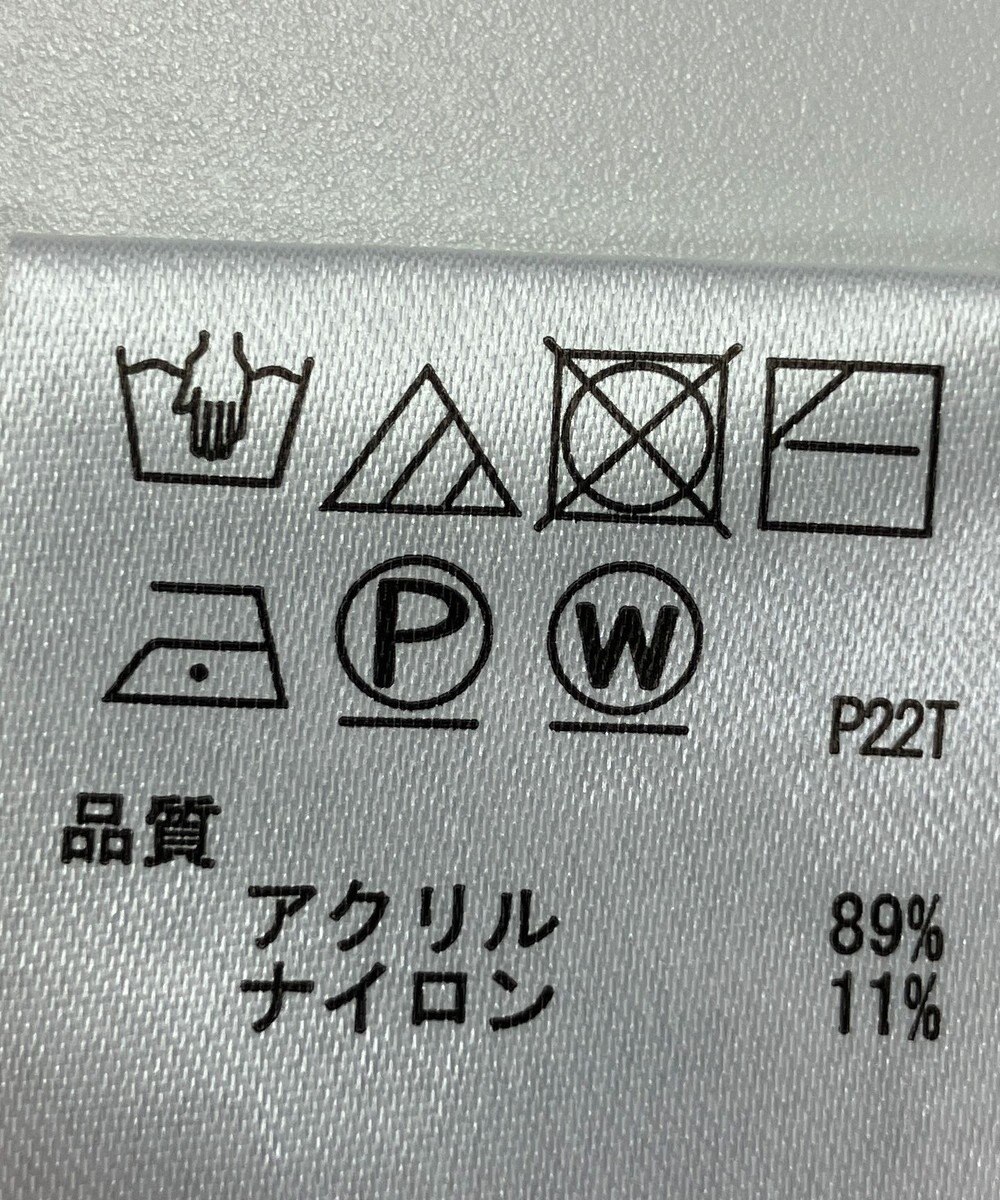 P W
P22T
品質
アクリル 89%
ナイロン 11%